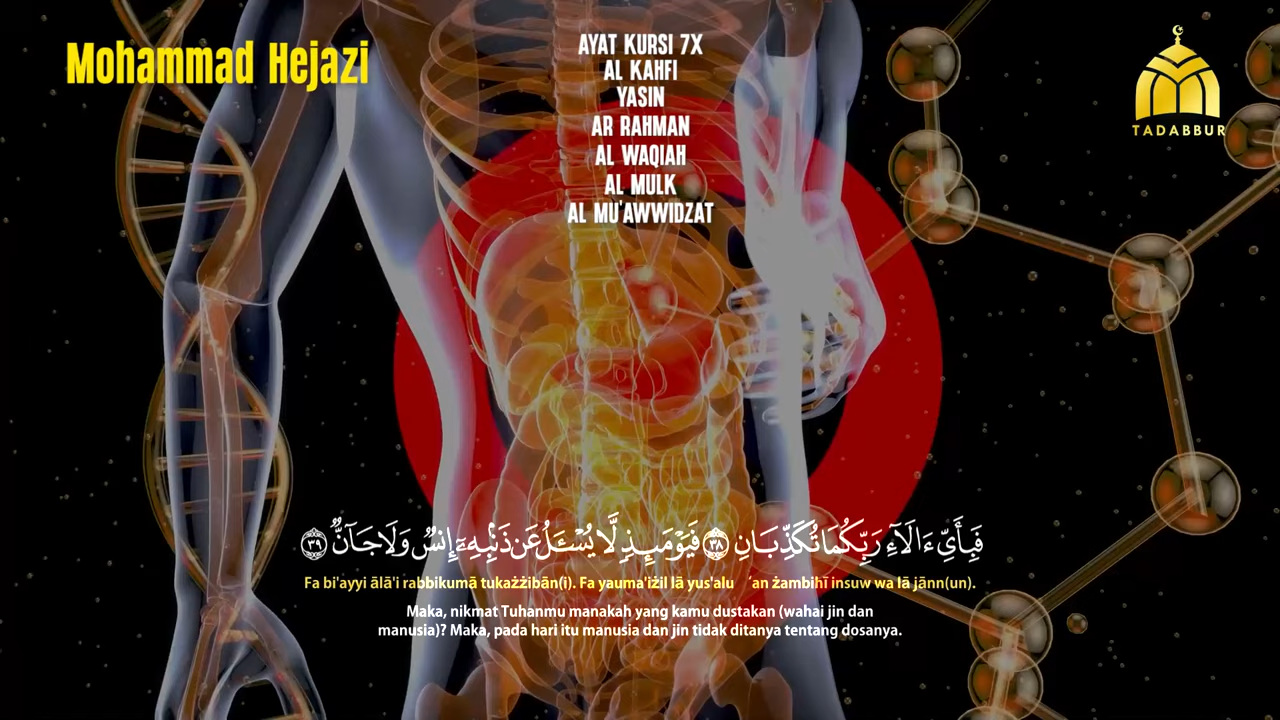 Mohammad Hejazi
AYAT KURSI 7X
AL KAHFI
YASIN
AR RAHMAN
AL WAQIAH
AL MULK
AL MU'AWWIDZAT
TADABBUR
فَبِأَيِّ ءَالَآءِ رَبِّكُمَا تُكَذِّبَانِ ٣٨ فَيَوْمَئِذٍ لَّا يُسْـَٔلُ عَن ذَنۢبِهِۦٓ إِنسٌ وَلَا جَآنٌّ ٣٩
Fa bi'ayyi ālā'i rabbikumā tukażżibān(i). Fa yauma'iżil lā yus'alu ‘an żambihī insuw wa lā jānn(un).
Maka, nikmat Tuhanmu manakah yang kamu dustakan (wahai jin dan
manusia)? Maka, pada hari itu manusia dan jin tidak ditanya tentang dosanya.